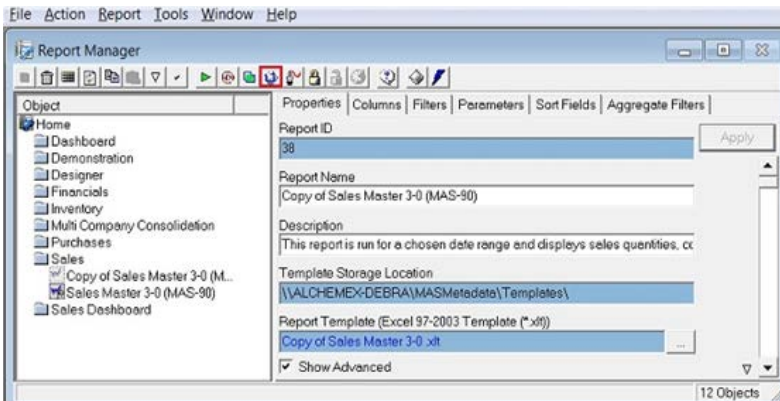 File Action Report Tools Window Help
Report Manager
Object
Home
Dashboard
Demonstration
Designer
Financials
Inventory
Multi Company Consolidation
Purchases
Sales
Copy of Sales Master 3-0 (M...
Sales Master 3-0 (MAS-90)
Sales Dashboard
Properties Columns Filters Parameters Sort Fields Aggregate Filters
Report ID
38
Apply
Report Name
Copy of Sales Master 3-0 (MAS-90)
Description
This report is run for a chosen date range and displays sales quantities, cc
Template Storage Location
\\ALCHEMEX-DEBRA\MASMetadata\Templates\
Report Template (Excel 97-2003 Template (*.xlt))
Copy of Sales Master 3-0 .xlt
...
Show Advanced
12 Objects